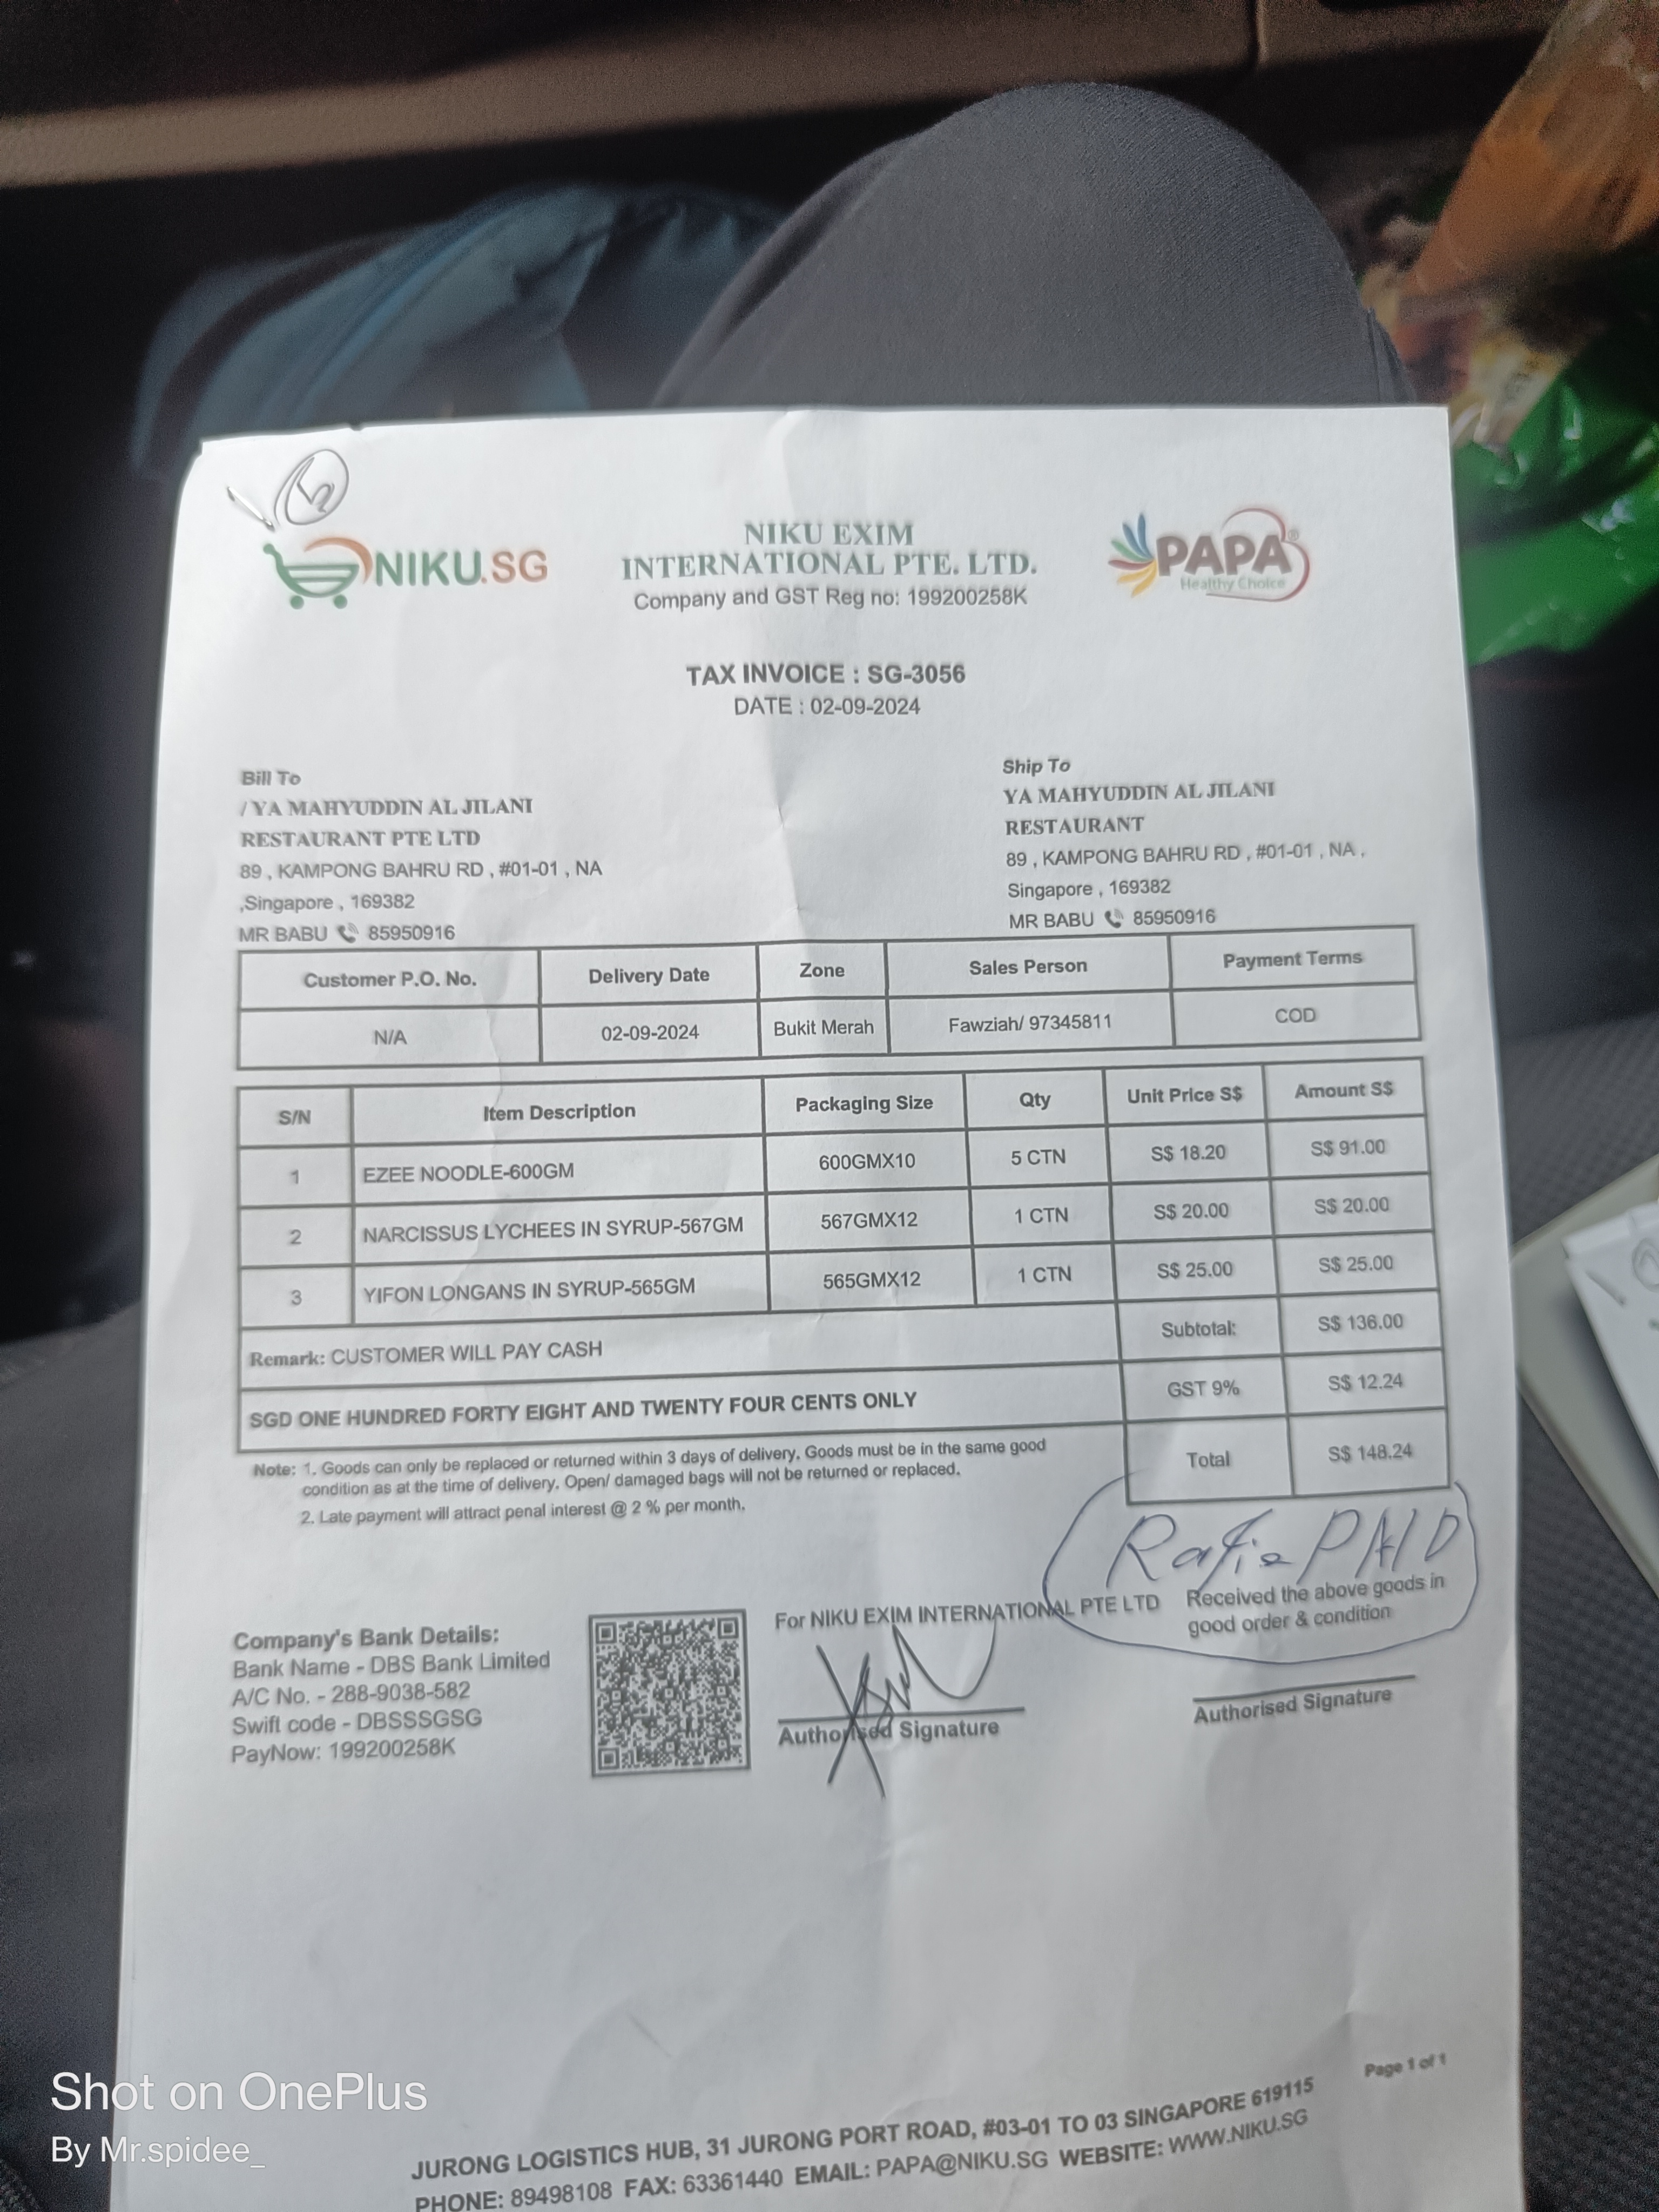 NIKU.SG
NIKU EXIM
INTERNATIONAL PTE. LTD.
Company and GST Reg no: 199200258K
PAPA®
Healthy Choice
TAX INVOICE : SG-3056
DATE : 02-09-2024
Bill To
/ YA MAHYUDDIN AL JILANI
RESTAURANT PTE LTD
89 , KAMPONG BAHRU RD , #01-01 , NA
,Singapore , 169382
MR BABU 85950916
Ship To
YA MAHYUDDIN AL JILANI
RESTAURANT
89 , KAMPONG BAHRU RD , #01-01 , NA ,
Singapore , 169382
MR BABU 85950916
Customer P.O. No. Delivery Date Zone Sales Person Payment Terms
N/A 02-09-2024 Bukit Merah Fawziah/ 97345811 COD
S/N Item Description Packaging Size Qty Unit Price S$ Amount S$
1 EZEE NOODLE-600GM 600GMX10 5 CTN S$ 18.20 S$ 91.00
2 NARCISSUS LYCHEES IN SYRUP-567GM 567GMX12 1 CTN S$ 20.00 S$ 20.00
3 YIFON LONGANS IN SYRUP-565GM 565GMX12 1 CTN S$ 25.00 S$ 25.00
Remark: CUSTOMER WILL PAY CASH Subtotal: S$ 136.00
SGD ONE HUNDRED FORTY EIGHT AND TWENTY FOUR CENTS ONLY GST 9% S$ 12.24
Total S$ 148.24
Note: 1. Goods can only be replaced or returned within 3 days of delivery. Goods must be in the same good
condition as at the time of delivery. Open/ damaged bags will not be returned or replaced.
2. Late payment will attract penal interest @ 2 % per month.
PAID
Company's Bank Details:
Bank Name - DBS Bank Limited
A/C No. - 288-9038-582
Swift code - DBSSSGSG
PayNow: 199200258K
For NIKU EXIM INTERNATIONAL PTE LTD
Authorised Signature
Received the above goods in
good order & condition
Authorised Signature
Page 1 of 1
JURONG LOGISTICS HUB, 31 JURONG PORT ROAD, #03-01 TO 03 SINGAPORE 619115
PHONE: 89498108 FAX: 63361440 EMAIL: PAPA@NIKU.SG WEBSITE: WWW.NIKU.SG
Shot on OnePlus
By Mr.spidee_